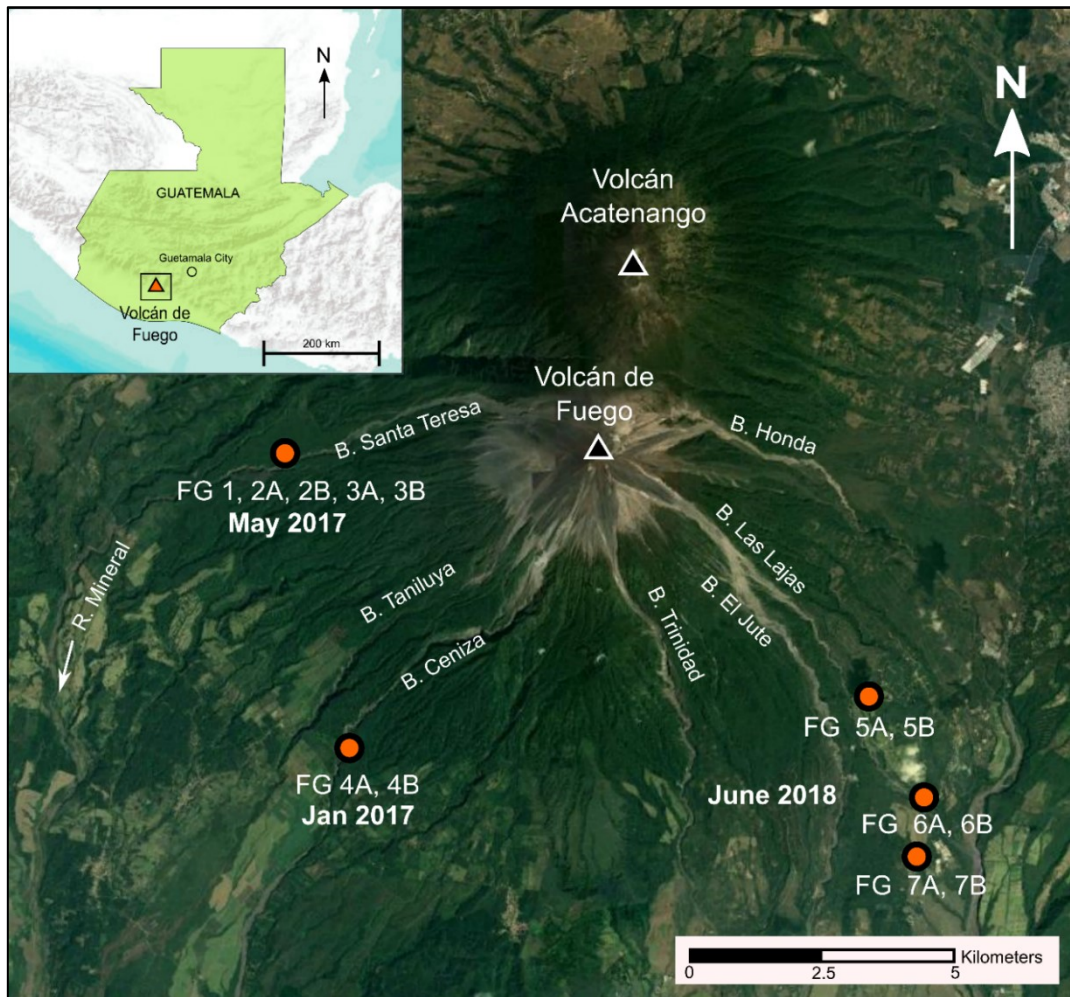 N
GUATEMALA
Guetamala City
Volcán de
Fuego
200 km
N
Volcán
Acatenango
Volcán de
Fuego
B. Santa Teresa
B. Honda
FG 1, 2A, 2B, 3A, 3B
May 2017
B. Las Lajas
R. Mineral
B. Taniluya
B. El Jute
B. Trinidad
B. Ceniza
FG 5A, 5B
FG 4A, 4B
Jan 2017
June 2018
FG 6A, 6B
FG 7A, 7B
Kilometers
0 2.5 5